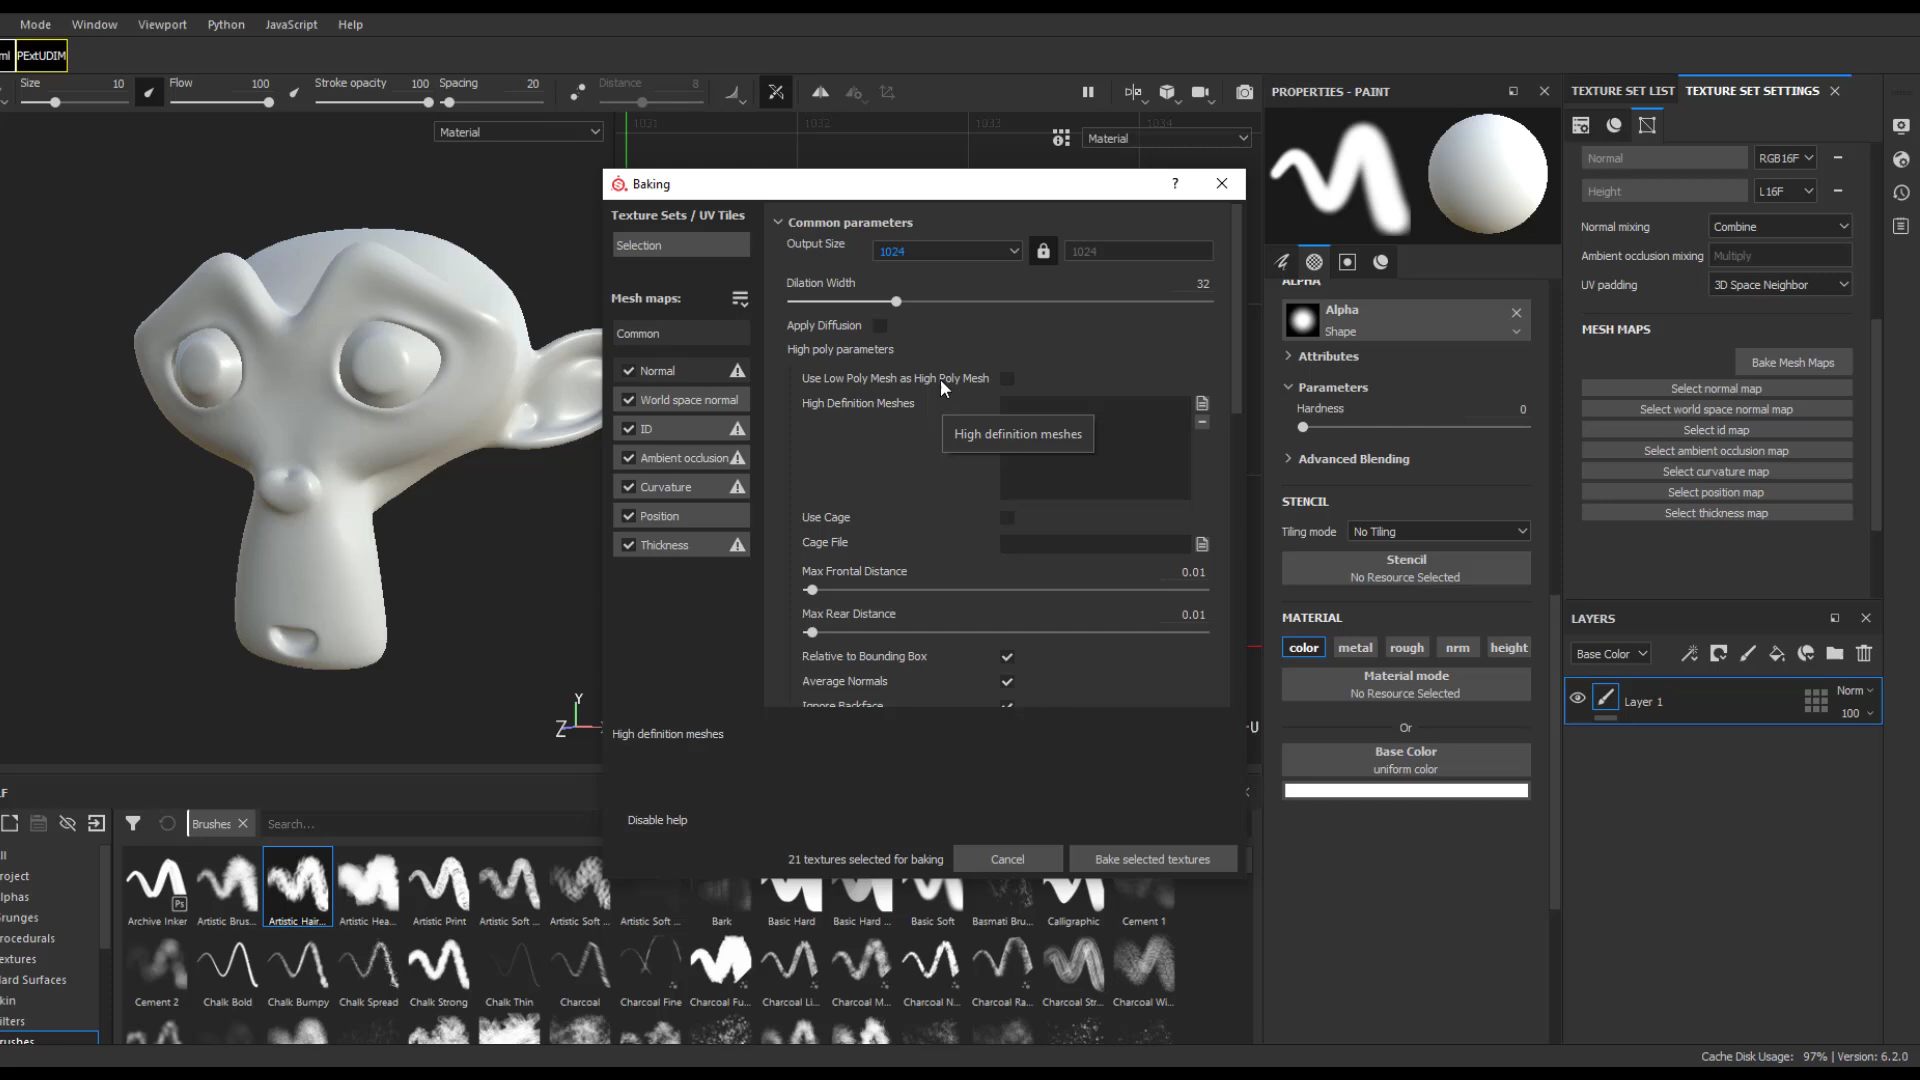 Mode Window Viewport Python JavaScript Help
PExtUDIM
Size 10 Flow 100 Stroke opacity 100 Spacing 20 Distance 8
Material
1031 1032 1033 1034
Material
Baking ?
Texture Sets / UV Tiles
Selection
Mesh maps:
Common
Normal
World space normal
ID
Ambient occlusion
Curvature
Position
Thickness
Common parameters
Output Size 1024 1024
Dilation Width 32
Apply Diffusion
High poly parameters
Use Low Poly Mesh as High Poly Mesh
High Definition Meshes
High definition meshes
Use Cage
Cage File
Max Frontal Distance 0.01
Max Rear Distance 0.01
Relative to Bounding Box
Average Normals
Ignore Backface
High definition meshes
Disable help
21 textures selected for baking Cancel Bake selected textures
Y
Z
U
PROPERTIES - PAINT
ALPHA
Alpha
Shape
Attributes
Parameters
Hardness 0
Advanced Blending
STENCIL
Tiling mode No Tiling
Stencil
No Resource Selected
MATERIAL
color metal rough nrm height
Material mode
No Resource Selected
Or
Base Color
uniform color
TEXTURE SET LIST TEXTURE SET SETTINGS
Normal RGB16F
Height L16F
Normal mixing Combine
Ambient occlusion mixing Multiply
UV padding 3D Space Neighbor
MESH MAPS
Bake Mesh Maps
Select normal map
Select world space normal map
Select id map
Select ambient occlusion map
Select curvature map
Select position map
Select thickness map
LAYERS
Base Color
Layer 1 Norm
100
Brushes Search...
Ps
Archive Inker Artistic Brus... Artistic Hair... Artistic Hea... Artistic Print Artistic Soft ... Artistic Soft ... Artistic Soft ... Bark Basic Hard Basic Hard ... Basic Soft Basmati Bru... Calligraphic Cement 1
Cement 2 Chalk Bold Chalk Bumpy Chalk Spread Chalk Strong Chalk Thin Charcoal Charcoal Fine Charcoal Fu... Charcoal Li... Charcoal M... Charcoal N... Charcoal Ra... Charcoal Str... Charcoal Wi...
Cache Disk Usage: 97% | Version: 6.2.0